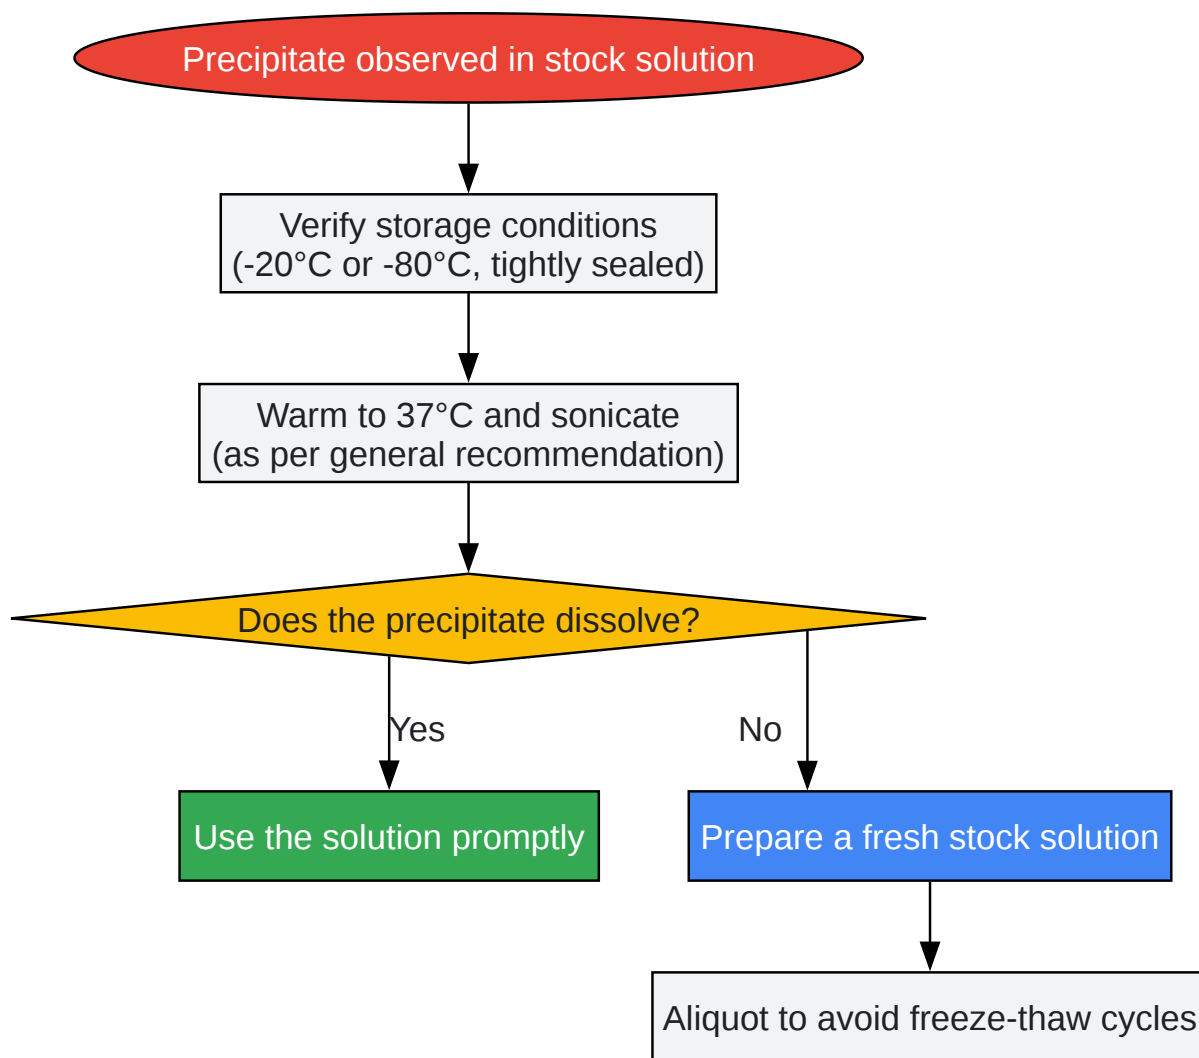 Precipitate observed in stock solution
Verify storage conditions
(-20°C or -80°C, tightly sealed)
Warm to 37°C and sonicate
(as per general recommendation)
Does the precipitate dissolve?
Yes
No
Use the solution promptly
Prepare a fresh stock solution
Aliquot to avoid freeze-thaw cycles